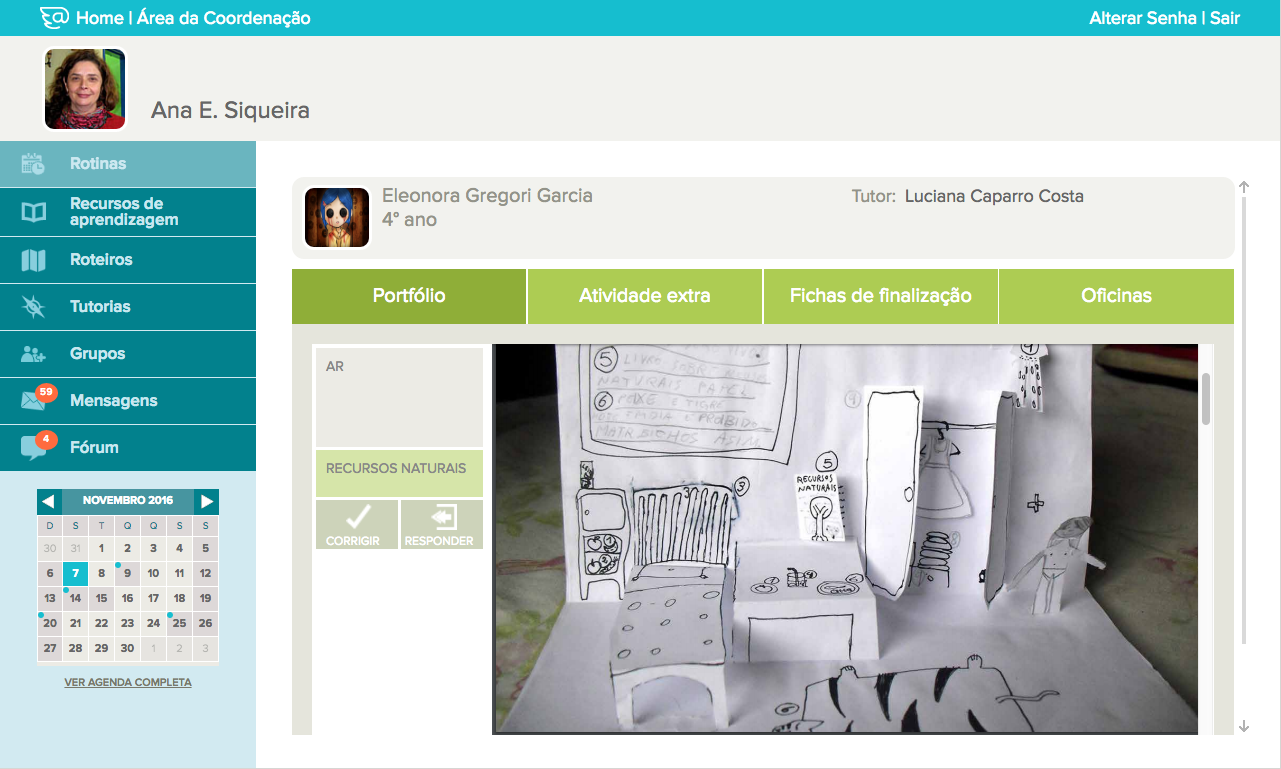 Home | Área da Coordenação
Alterar Senha | Sair
Ana E. Siqueira
Rotinas
Recursos de
aprendizagem
Roteiros
Tutorias
Grupos
59
Mensagens
4
Fórum
NOVEMBRO 2016
D S T Q Q S S
30 31 1 2 3 4 5
6 7 8 9 10 11 12
13 14 15 16 17 18 19
20 21 22 23 24 25 26
27 28 29 30 1 2 3
VER AGENDA COMPLETA
Eleonora Gregori Garcia
4° ano
Tutor: Luciana Caparro Costa
Portfólio
Atividade extra
Fichas de finalização
Oficinas
AR
RECURSOS NATURAIS
CORRIGIR
RESPONDER
5 LIVRO SOBRE
NATURAIS PAPEL
6 PEIXE E TIGRE
E PROIBIDO
MATAR BICHOS ASIM
4
5
3
RECURSOS
NATURAIS
6